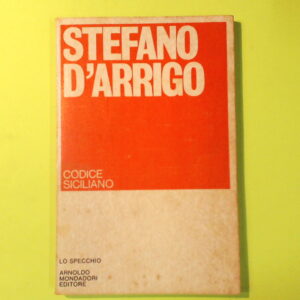 STEFANO
D'ARRIGO
CODICE
SICILIANO
LO SPECCHIO
ARNOLDO
MONDADORI
EDITORE